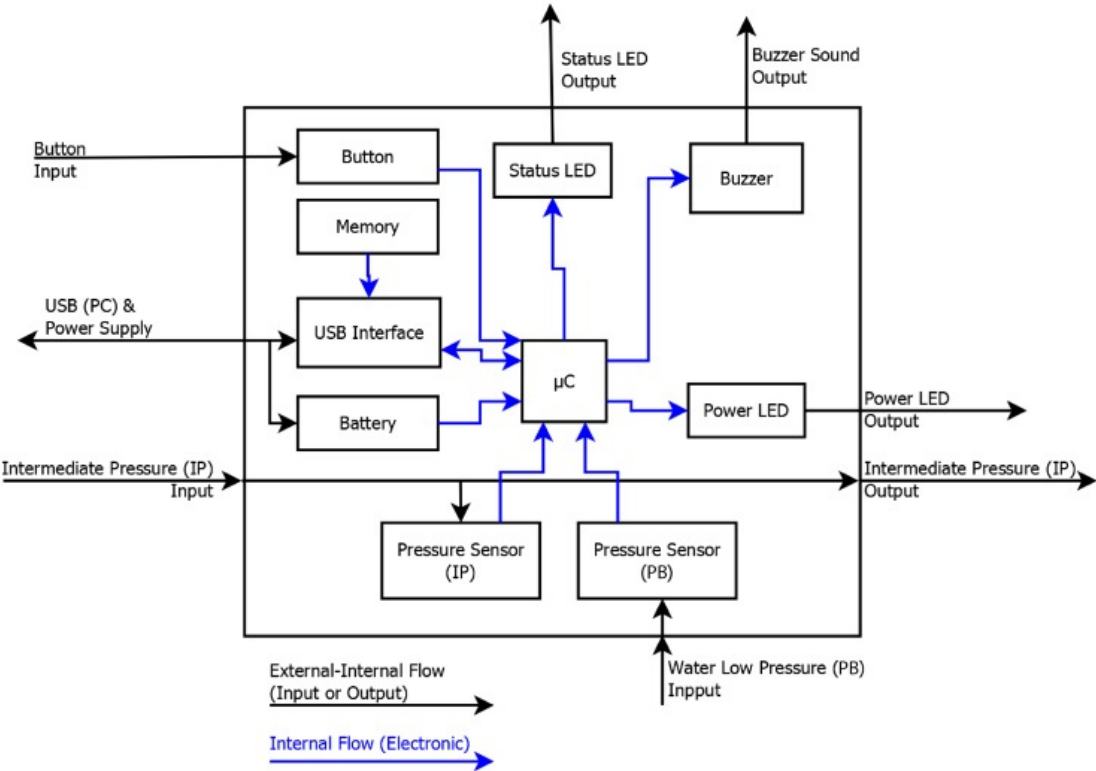 Status LED
Output
Buzzer Sound
Output
Button
Input
Button
Status LED
Buzzer
Memory
USB (PC) &
Power Supply
USB Interface
µC
Battery
Power LED
Power LED
Output
Intermediate Pressure (IP)
Input
Intermediate Pressure (IP)
Output
Pressure Sensor
(IP)
Pressure Sensor
(PB)
Water Low Pressure (PB)
Inpput
External-Internal Flow
(Input or Output)
Internal Flow (Electronic)